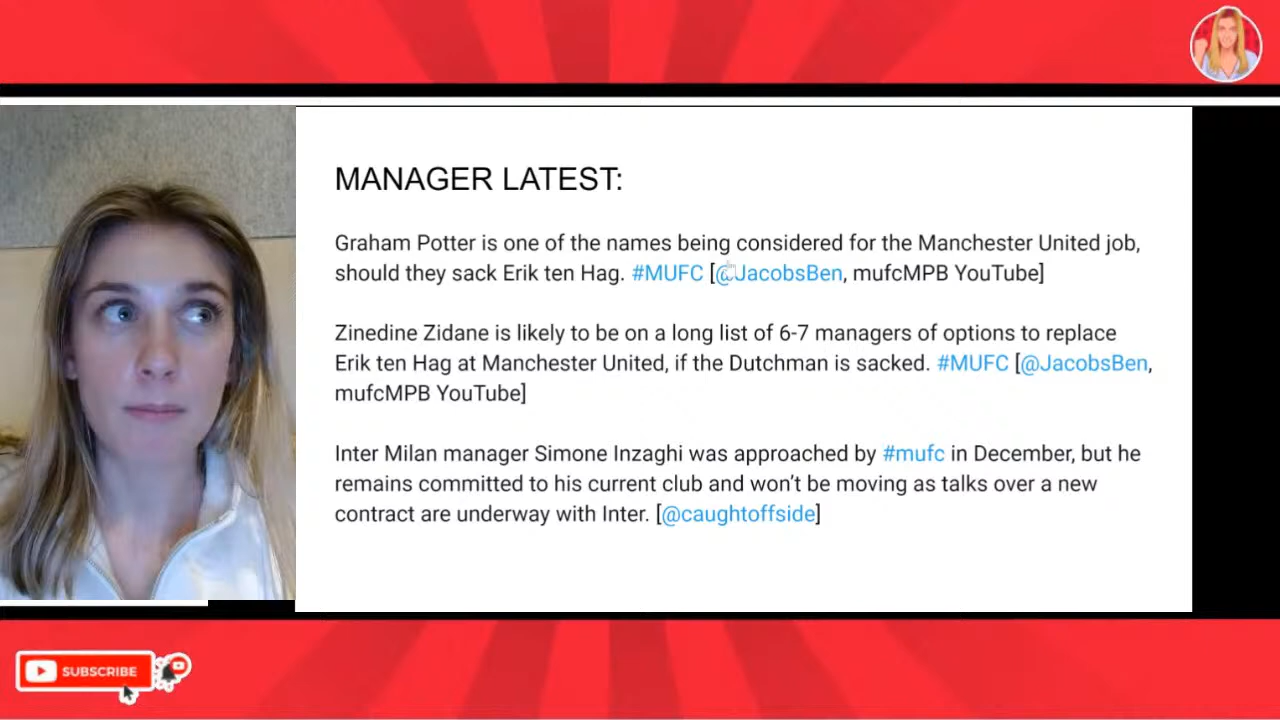 MANAGER LATEST:
Graham Potter is one of the names being considered for the Manchester United job,
should they sack Erik ten Hag. #MUFC [@JacobsBen, mufcMPB YouTube]
Zinedine Zidane is likely to be on a long list of 6-7 managers of options to replace
Erik ten Hag at Manchester United, if the Dutchman is sacked. #MUFC [@JacobsBen,
mufcMPB YouTube]
Inter Milan manager Simone Inzaghi was approached by #mufc in December, but he
remains committed to his current club and won’t be moving as talks over a new
contract are underway with Inter. [@caughtoffside]
SUBSCRIBE